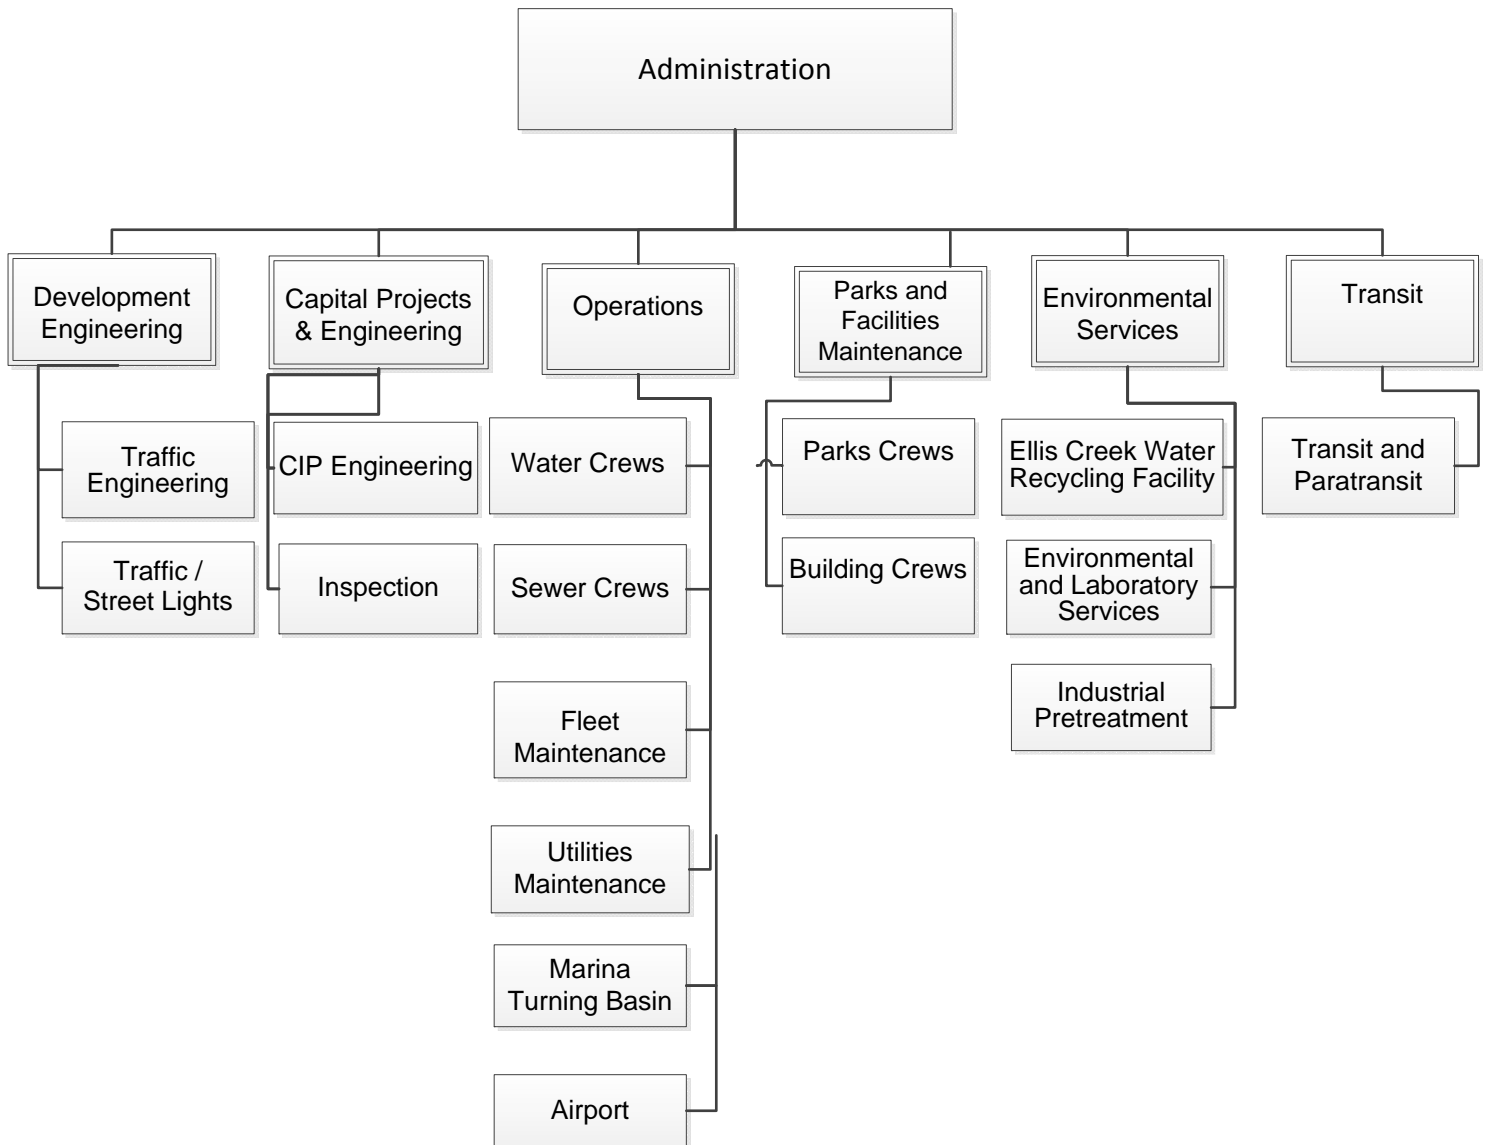 Administration
Development
Engineering
Capital Projects
& Engineering
Operations
Parks and
Facilities
Maintenance
Environmental
Services
Transit
Traffic
Engineering
CIP Engineering
Water Crews
Parks Crews
Ellis Creek Water
Recycling Facility
Transit and
Paratransit
Traffic /
Street Lights
Inspection
Sewer Crews
Building Crews
Environmental
and Laboratory
Services
Fleet
Maintenance
Industrial
Pretreatment
Utilities
Maintenance
Marina
Turning Basin
Airport